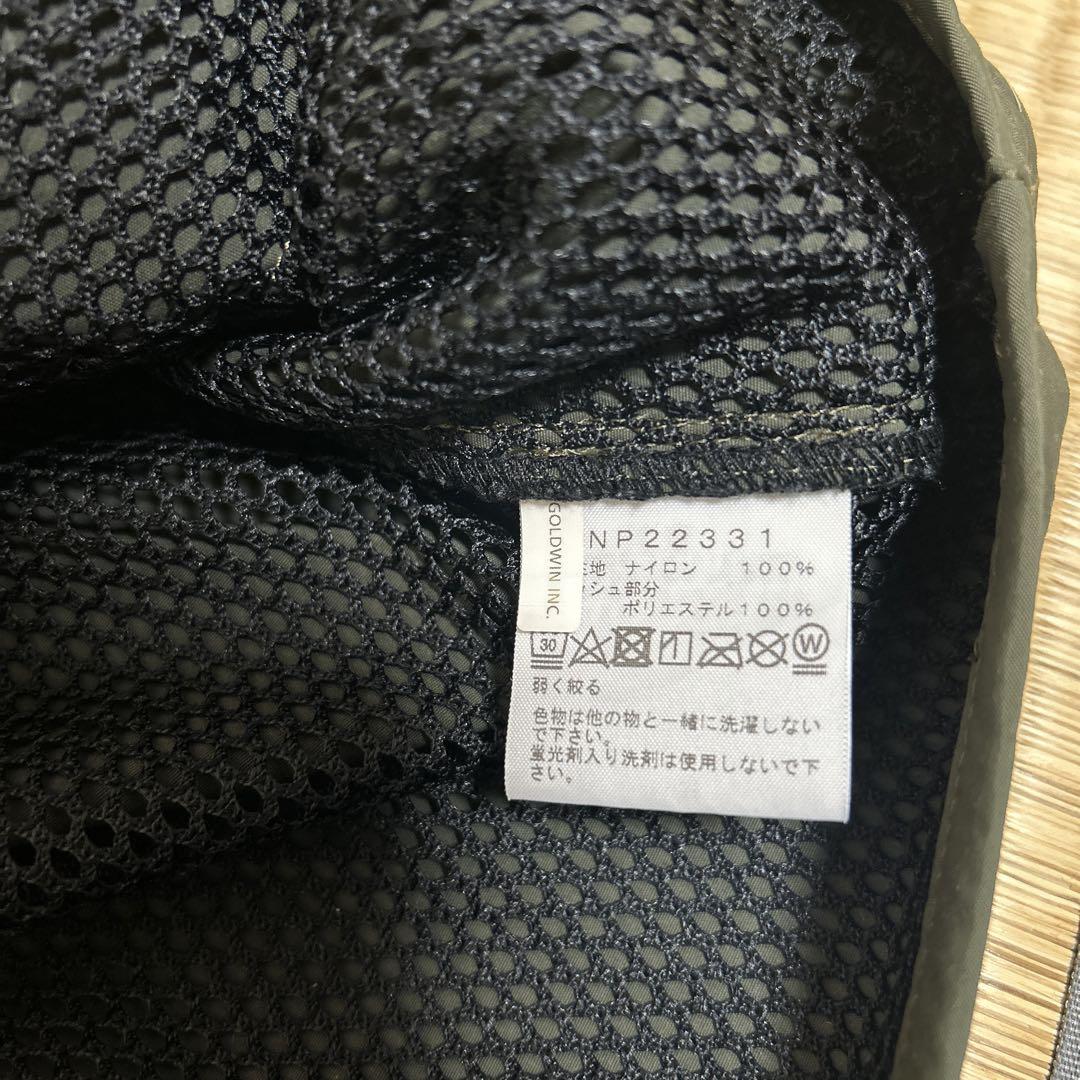 GOLDWIN INC.
NP22331
地 ナイロン 100%
ッシュ部分
ポリエステル100%
30
W
弱く絞る
色物は他の物と一緒に洗濯しない
で下さい。
蛍光剤入り洗剤は使用しないで下
さい。